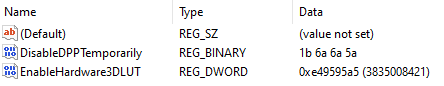 Name Type Data
(Default) REG_SZ (value not set)
DisableDPPTemporarily REG_BINARY 1b 6a 6a 5a
EnableHardware3DLUT REG_DWORD 0xe49595a5 (3835008421)